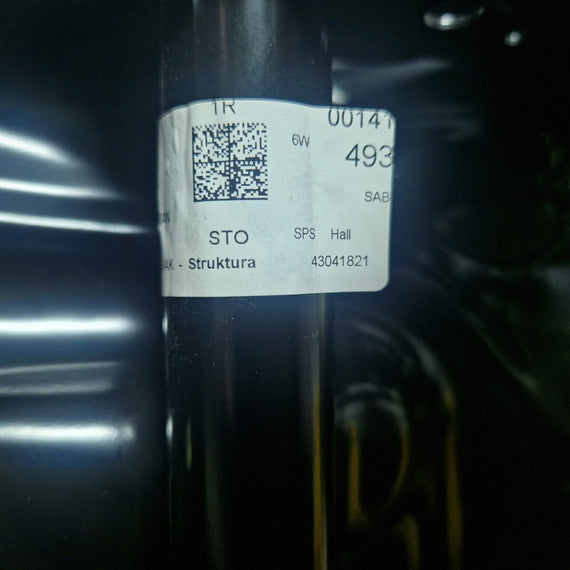 1R 00141
6W 493
SAB
STO SPS Hall
- Struktura 43041821